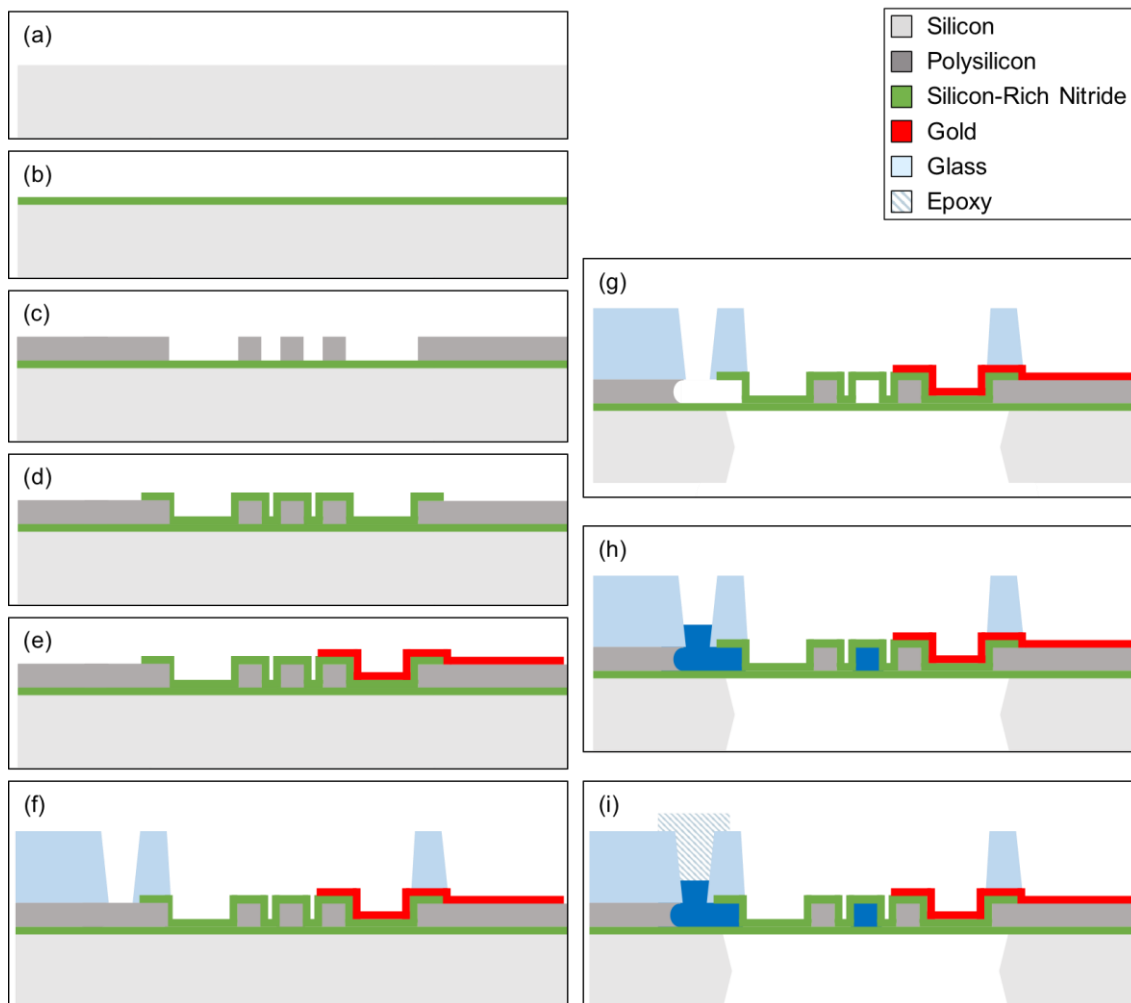 (a)
(b)
(c)
(d)
(e)
(f)
Silicon
Polysilicon
Silicon-Rich Nitride
Gold
Glass
Epoxy
(g)
(h)
(i)